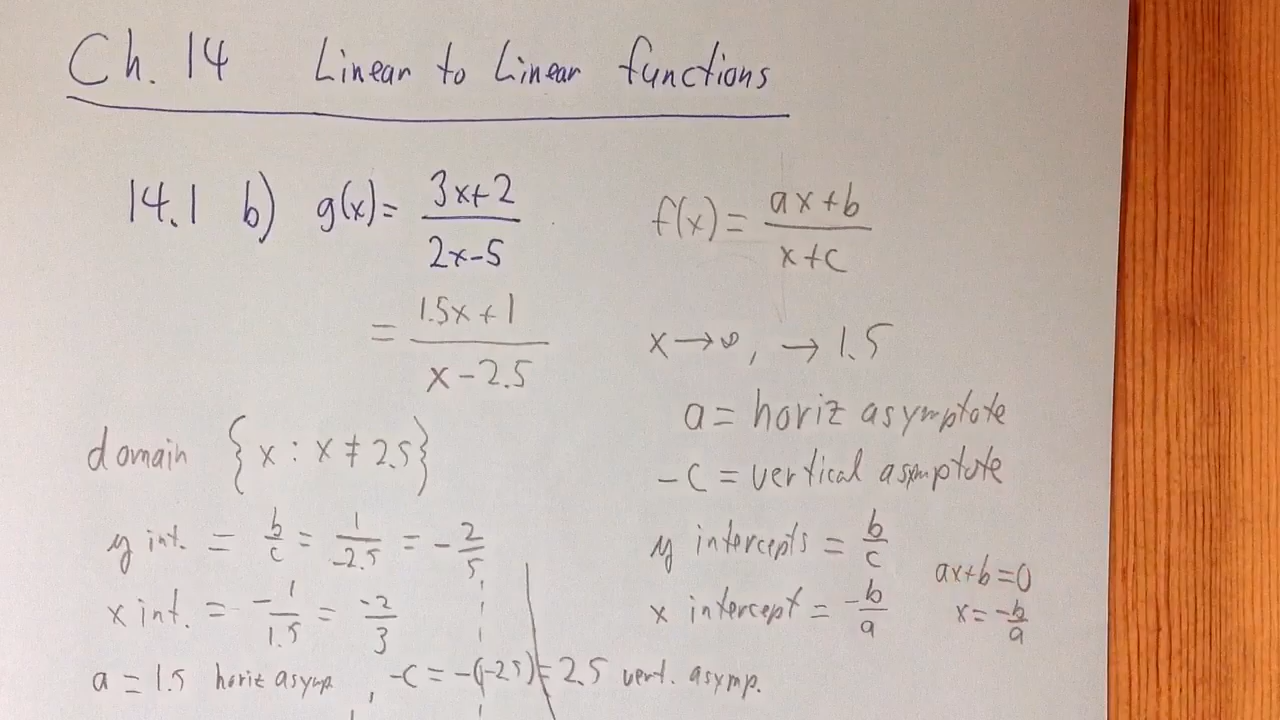 Ch. 14 Linear to Linear functions
14.1 b) g(x) = (3x+2)/(2x-5)
f(x) = (ax+b)/(x+c)
= (1.5x+1)/(x-2.5)
x→∞, → 1.5
a = horiz asymptote
domain {x : x ≠ 2.5}
-c = vertical asymptote
y int. = b/c = 1/-2.5 = -2/5
y intercepts = b/c
ax+b=0
x int. = -1/1.5 = -2/3
x intercept = -b/a
x = -b/a
a = 1.5 horiz asymp. , -c = -(-2.5) = 2.5 vert. asymp.